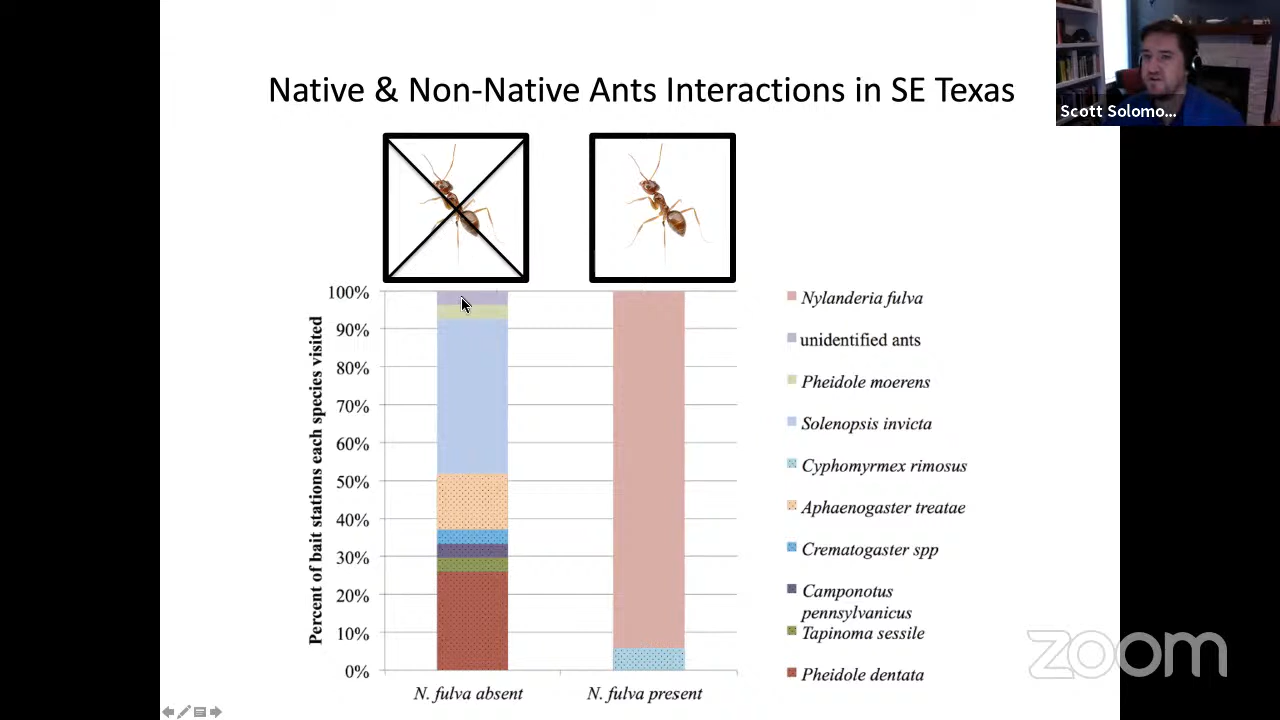 Native & Non-Native Ants Interactions in SE Texas
Scott Solomo...
Percent of bait stations each species visited
100%
90%
80%
70%
60%
50%
40%
30%
20%
10%
0%
N. fulva absent
N. fulva present
Nylanderia fulva
unidentified ants
Pheidole moerens
Solenopsis invicta
Cyphomyrmex rimosus
Aphaenogaster treatae
Crematogaster spp
Camponotus
pennsylvanicus
Tapinoma sessile
Pheidole dentata
zoom